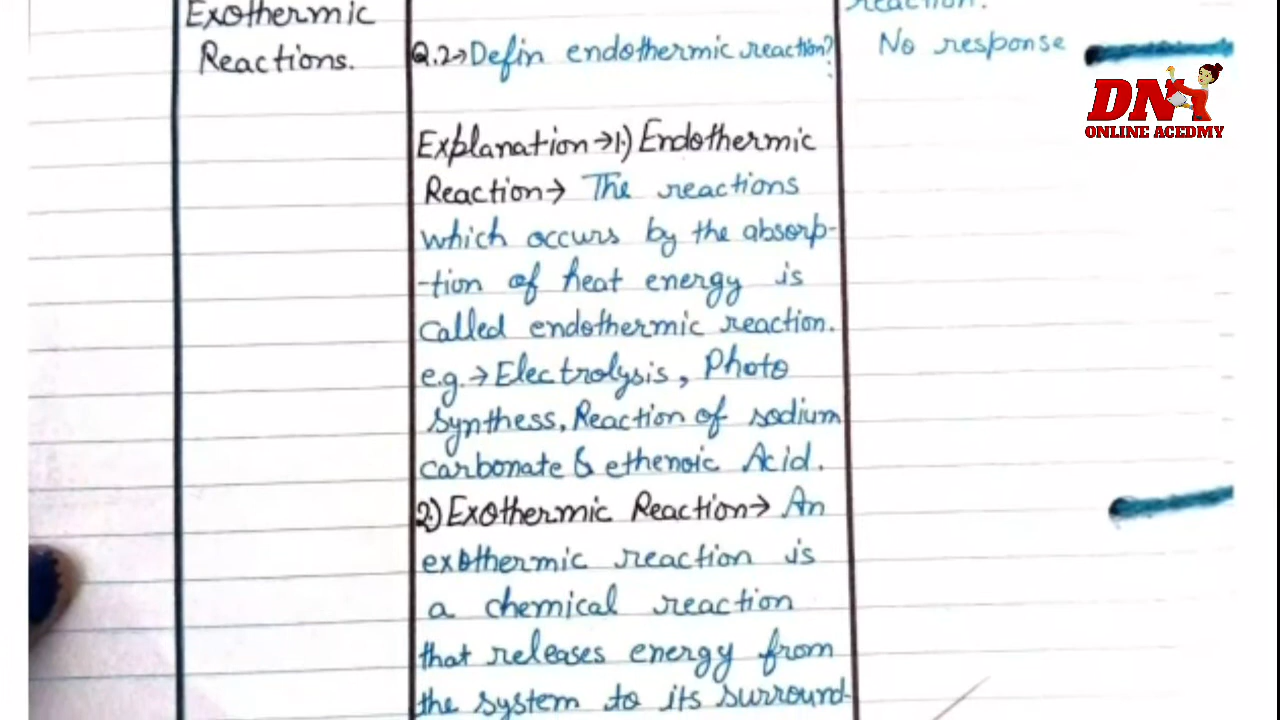 Exothermic
Reactions.
Q.2→Defin endothermic reaction?
Explanation→1.) Endothermic
Reaction→ The reactions
which occurs by the absorp-
-tion of heat energy is
called endothermic reaction.
e.g.→Electrolysis, Photo
synthess, Reaction of sodium
carbonate & ethenoic Acid.
2.) Exothermic Reaction→ An
exothermic reaction is
a chemical reaction
that releases energy from
the system to its surround-
reaction.
No response
DNA
ONLINE ACEDMY